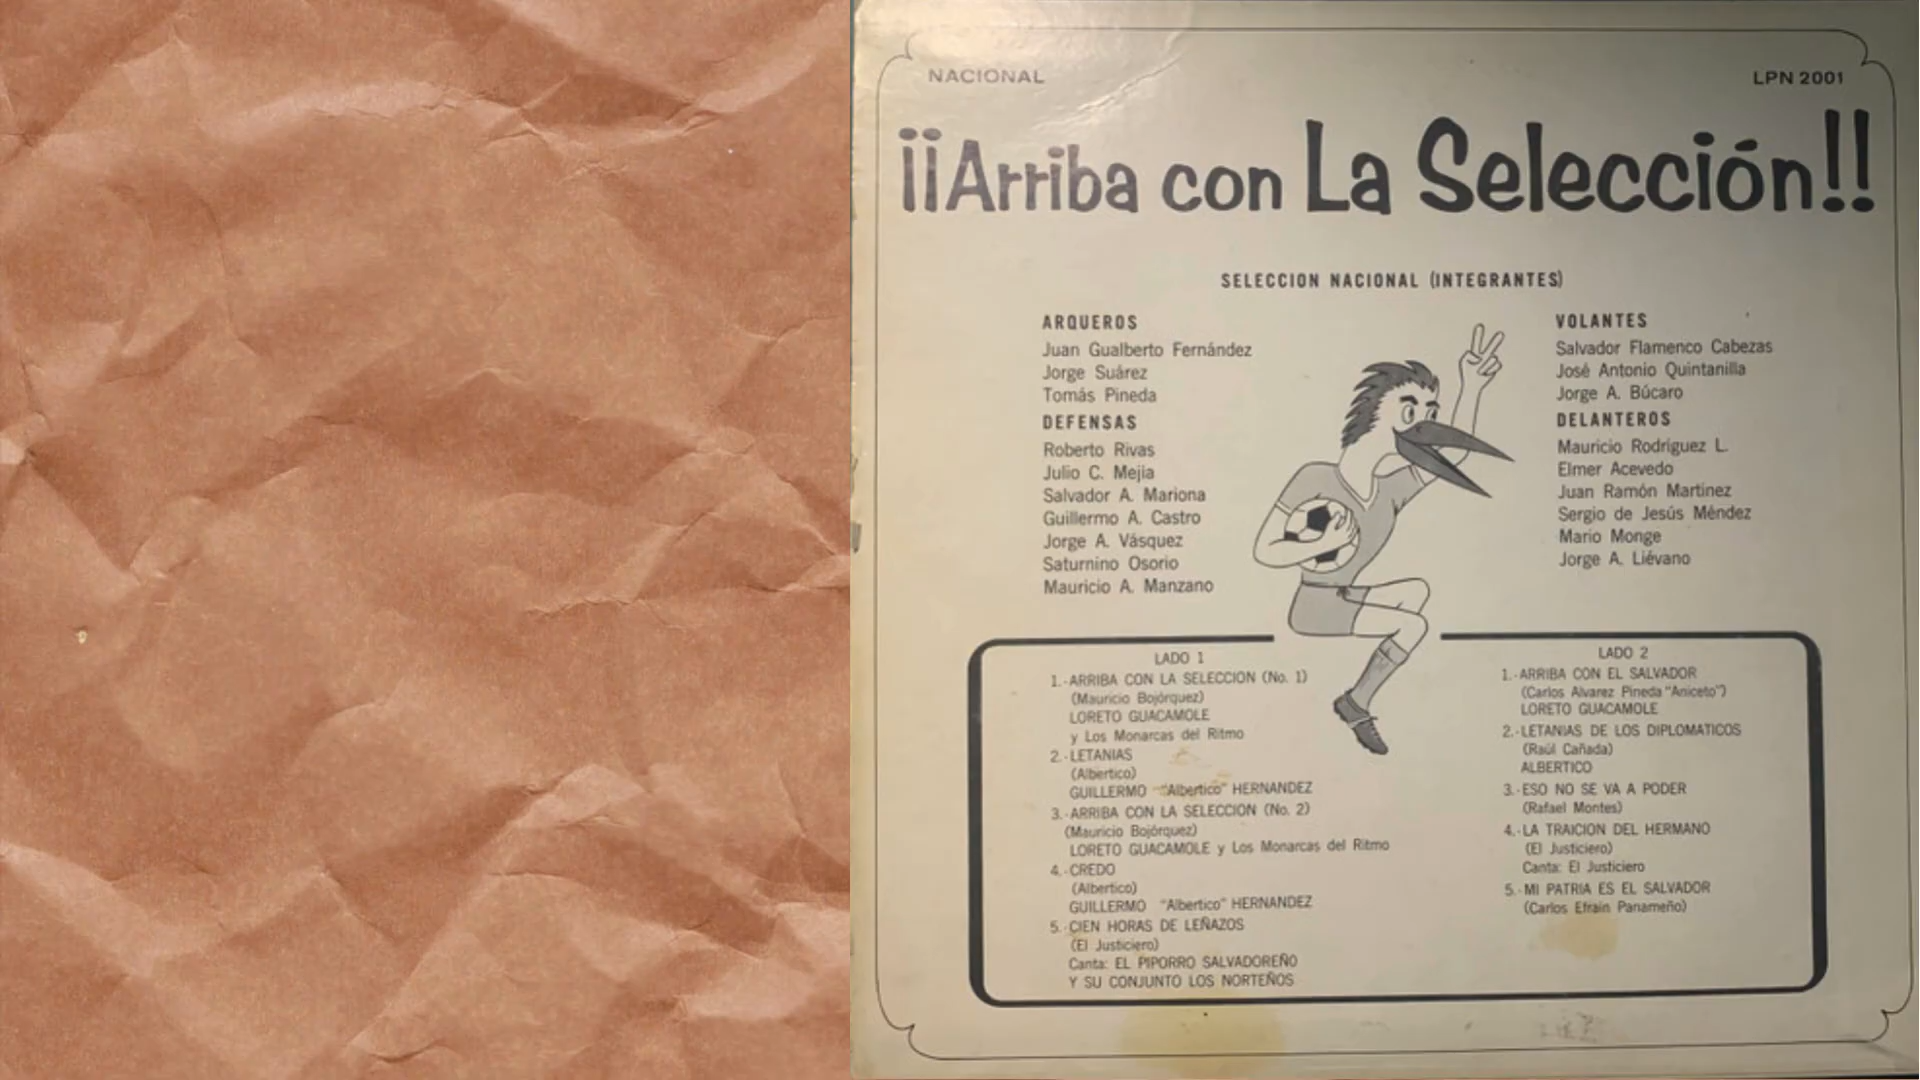 NACIONAL
LPN 2001
¡¡Arriba con La Selección!!
SELECCION NACIONAL (INTEGRANTES)
ARQUEROS
Juan Gualberto Fernández
Jorge Suárez
Tomás Pineda
DEFENSAS
Roberto Rivas
Julio C. Mejia
Salvador A. Mariona
Guillermo A. Castro
Jorge A. Vásquez
Saturnino Osorio
Mauricio A. Manzano
VOLANTES
Salvador Flamenco Cabezas
José Antonio Quintanilla
Jorge A. Búcaro
DELANTEROS
Mauricio Rodriguez L.
Elmer Acevedo
Juan Ramón Martinez
Sergio de Jesús Méndez
Mario Monge
Jorge A. Liévano
LADO 1
1.-ARRIBA CON LA SELECCION (No. 1)
(Mauricio Bojórquez)
LORETO GUACAMOLE
y Los Monarcas del Ritmo
2.-LETANIAS
(Albertico)
GUILLERMO "Albertico" HERNANDEZ
3.-ARRIBA CON LA SELECCION (No. 2)
(Mauricio Bojórquez)
LORETO GUACAMOLE y Los Monarcas del Ritmo
4.-CREDO
(Albertico)
GUILLERMO "Albertico" HERNANDEZ
5.-CIEN HORAS DE LEÑAZOS
(El Justiciero)
Canta: EL PIPORRO SALVADOREÑO
Y SU CONJUNTO LOS NORTEÑOS
LADO 2
1.-ARRIBA CON EL SALVADOR
(Carlos Alvarez Pineda "Aniceto")
LORETO GUACAMOLE
2.-LETANIAS DE LOS DIPLOMATICOS
(Raúl Cañada)
ALBERTICO
3.-ESO NO SE VA A PODER
(Rafael Montes)
4.-LA TRAICION DEL HERMANO
(El Justiciero)
Canta: El Justiciero
5.-MI PATRIA ES EL SALVADOR
(Carlos Efrain Panameño)